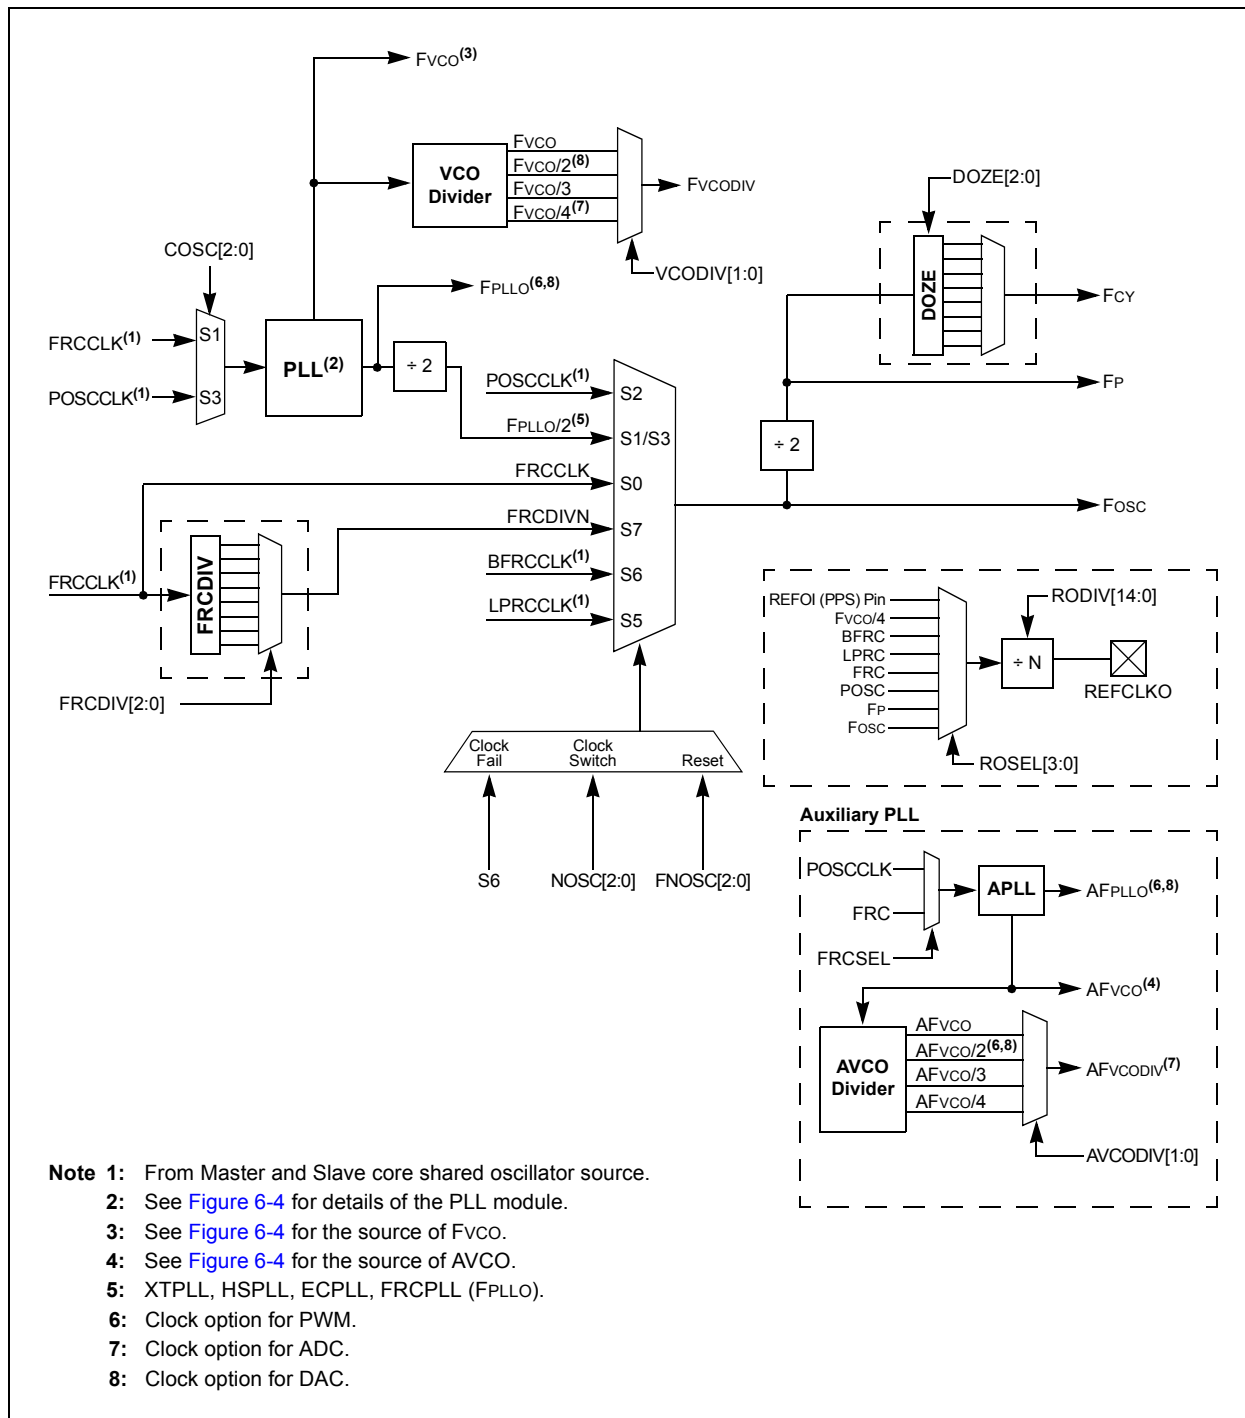 FVCO(3)
VCO
Divider
FVCO
FVCO/2(8)
FVCO/3
FVCO/4(7)
FVCODIV
VCODIV[1:0]
DOZE[2:0]
DOZE
FCY
FP
÷ 2
FOSC
COSC[2:0]
FRCCLK(1)
S1
POSCCLK(1)
S3
PLL(2)
FPLLO(6,8)
÷ 2
POSCCLK(1)
S2
FPLLO/2(5)
S1/S3
FRCCLK
S0
FRCDIVN
S7
BFRCCLK(1)
S6
LPRCCLK(1)
S5
FRCCLK(1)
FRCDIV
FRCDIV[2:0]
Clock
Fail
Clock
Switch
Reset
S6
NOSC[2:0]
FNOSC[2:0]
REFOI (PPS) Pin
FVCO/4
BFRC
LPRC
FRC
POSC
FP
FOSC
RODIV[14:0]
÷ N
REFCLKO
ROSEL[3:0]
Auxiliary PLL
POSCCLK
FRC
FRCSEL
APLL
AFPLLO(6,8)
AFVCO(4)
AVCO
Divider
AFVCO
AFVCO/2(6,8)
AFVCO/3
AFVCO/4
AFVCODIV(7)
AVCODIV[1:0]
Note 1: From Master and Slave core shared oscillator source.
2: See Figure 6-4 for details of the PLL module.
3: See Figure 6-4 for the source of FVCO.
4: See Figure 6-4 for the source of AVCO.
5: XTPLL, HSPLL, ECPLL, FRCPLL (FPLLO).
6: Clock option for PWM.
7: Clock option for ADC.
8: Clock option for DAC.